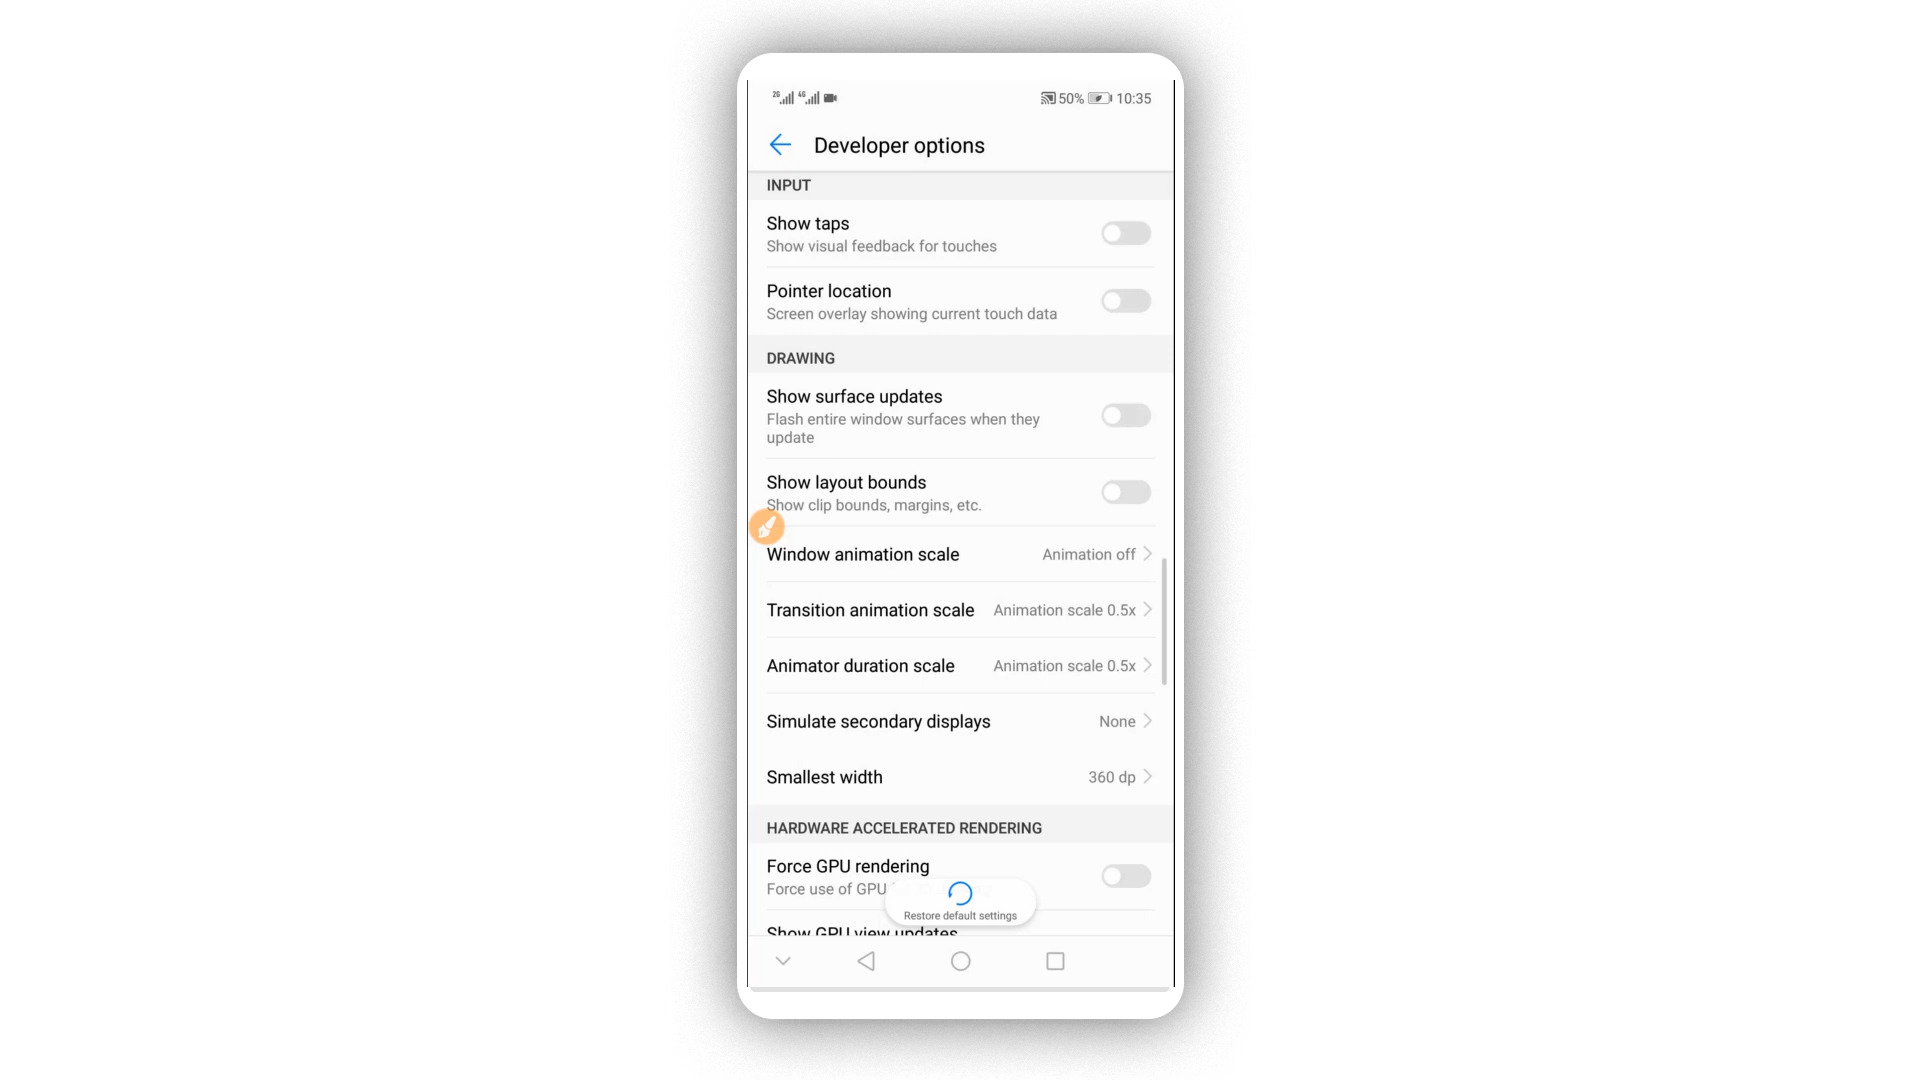 2G 4G 50% 10:35
Developer options
INPUT
Show taps
Show visual feedback for touches
Pointer location
Screen overlay showing current touch data
DRAWING
Show surface updates
Flash entire window surfaces when they
update
Show layout bounds
Show clip bounds, margins, etc.
Window animation scale Animation off
Transition animation scale Animation scale 0.5x
Animator duration scale Animation scale 0.5x
Simulate secondary displays None
Smallest width 360 dp
HARDWARE ACCELERATED RENDERING
Force GPU rendering
Force use of GPU
Restore default settings
Show GPU view updates